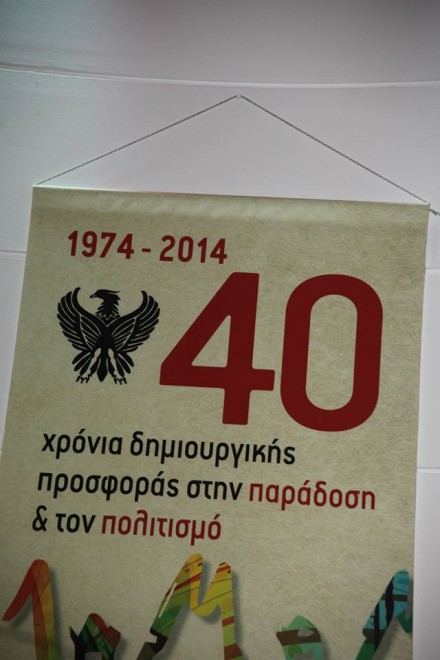 1974 - 2014
40
χρόνια δημιουργικής
προσφοράς στην παράδοση
& τον πολιτισμό